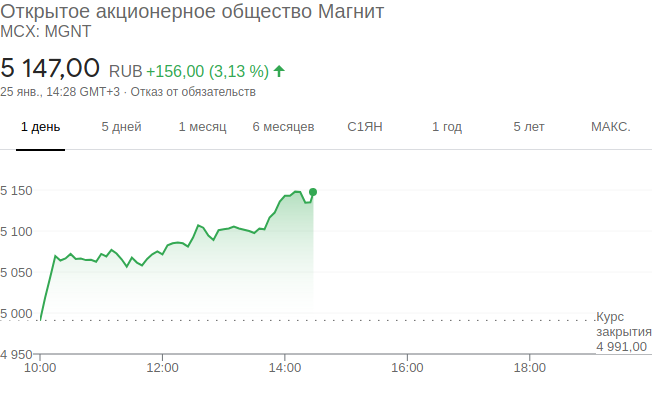 Открытое акционерное общество Магнит
MCX: MGNT
5 147,00 RUB +156,00 (3,13 %)
25 янв., 14:28 GMT+3 · Отказ от обязательств
1 день 5 дней 1 месяц 6 месяцев С1ЯН 1 год 5 лет МАКС.
5 150
5 100
5 050
5 000
Курс
закрытия
4 991,00
4 950
10:00 12:00 14:00 16:00 18:00